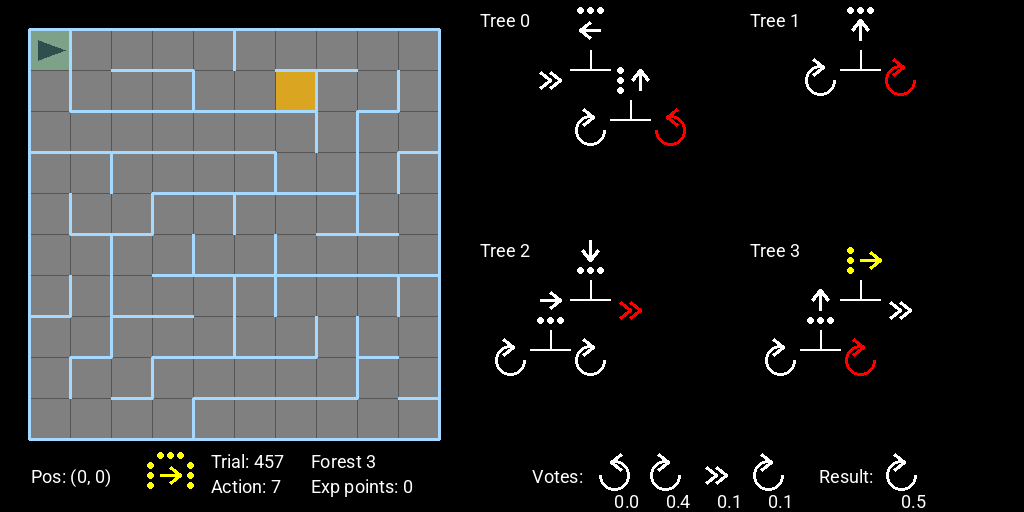 Tree 0
Tree 1
Tree 2
Tree 3
Pos: (0, 0)
Trial: 457
Action: 7
Forest 3
Exp points: 0
Votes:
0.0
0.4
0.1
0.1
Result:
0.5